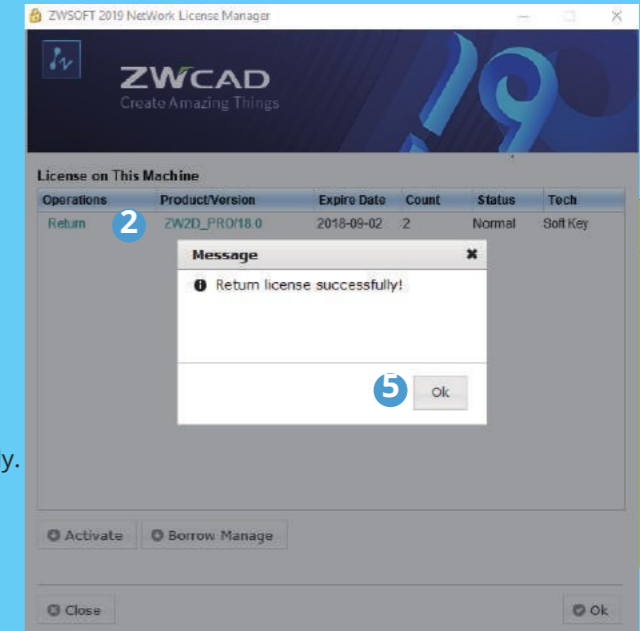 ZWSOFT 2019 NetWork License Manager
ZWCAD
Create Amazing Things
License on This Machine
Operations Product/Version Expire Date Count Status Tech
Return 2 ZW2D_PRO/18.0 2018-09-02 2 Normal Soft Key
Message
Return license successfully!
5 Ok
ly.
Activate Borrow Manage
Close Ok